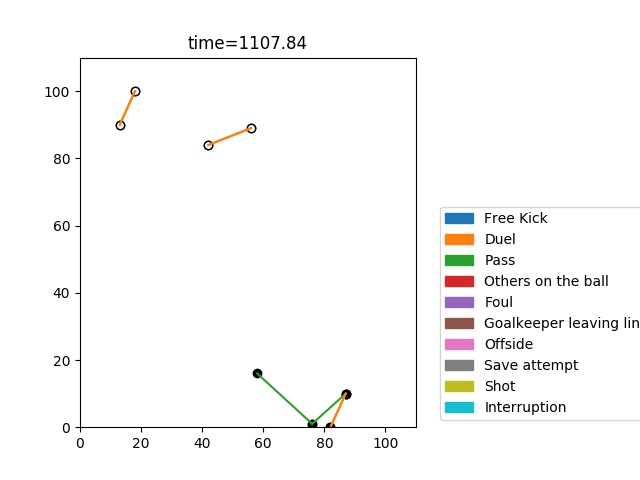 time=1107.84
100
80
60
40
20
0
0 20 40 60 80 100
Free Kick
Duel
Pass
Others on the ball
Foul
Goalkeeper leaving lin
Offside
Save attempt
Shot
Interruption